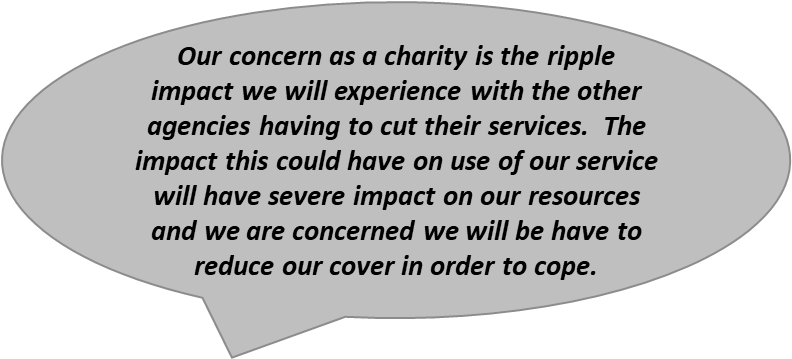 Our concern as a charity is the ripple
impact we will experience with the other
agencies having to cut their services.  The
impact this could have on use of our service
will have severe impact on our resources
and we are concerned we will be have to
reduce our cover in order to cope.